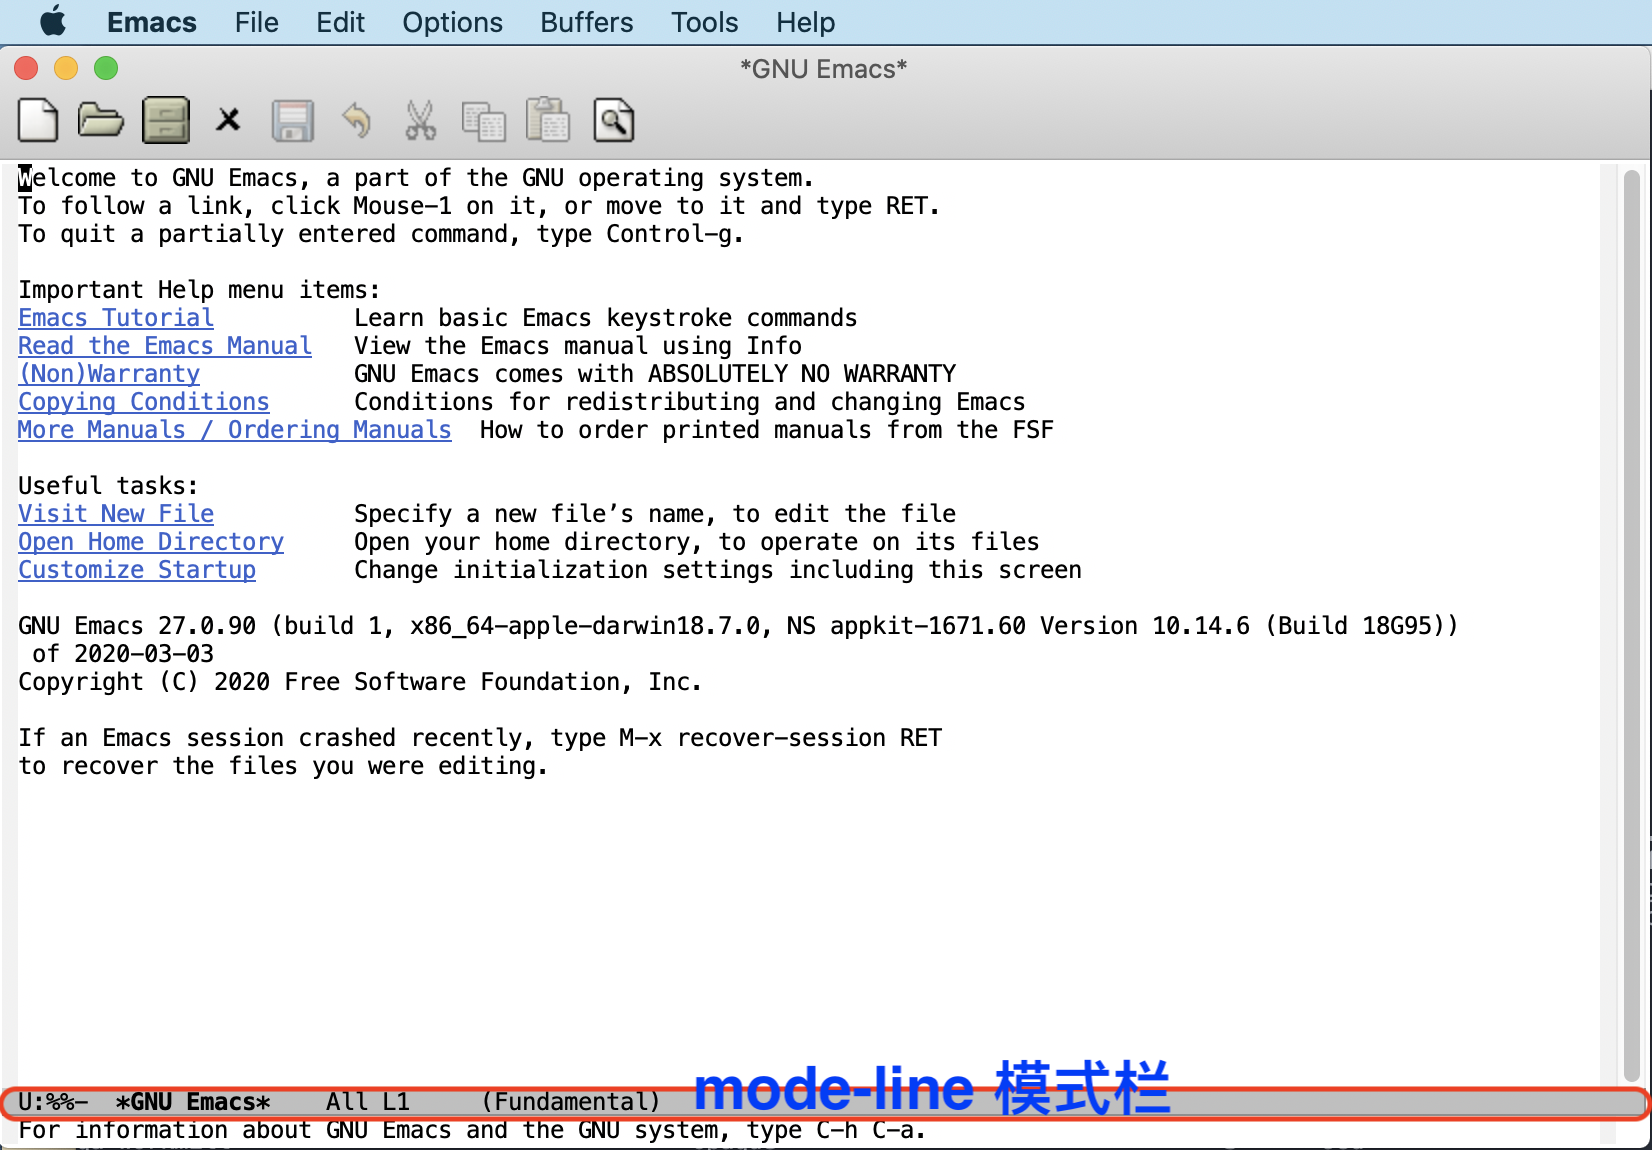 Emacs File Edit Options Buffers Tools Help
*GNU Emacs*
Welcome to GNU Emacs, a part of the GNU operating system.
To follow a link, click Mouse-1 on it, or move to it and type RET.
To quit a partially entered command, type Control-g.
Important Help menu items:
Emacs Tutorial Learn basic Emacs keystroke commands
Read the Emacs Manual View the Emacs manual using Info
(Non)Warranty GNU Emacs comes with ABSOLUTELY NO WARRANTY
Copying Conditions Conditions for redistributing and changing Emacs
More Manuals / Ordering Manuals How to order printed manuals from the FSF
Useful tasks:
Visit New File Specify a new file’s name, to edit the file
Open Home Directory Open your home directory, to operate on its files
Customize Startup Change initialization settings including this screen
GNU Emacs 27.0.90 (build 1, x86_64-apple-darwin18.7.0, NS appkit-1671.60 Version 10.14.6 (Build 18G95))
of 2020-03-03
Copyright (C) 2020 Free Software Foundation, Inc.
If an Emacs session crashed recently, type M-x recover-session RET
to recover the files you were editing.
U:%%- *GNU Emacs* All L1 (Fundamental) mode-line 模式栏
For information about GNU Emacs and the GNU system, type C-h C-a.